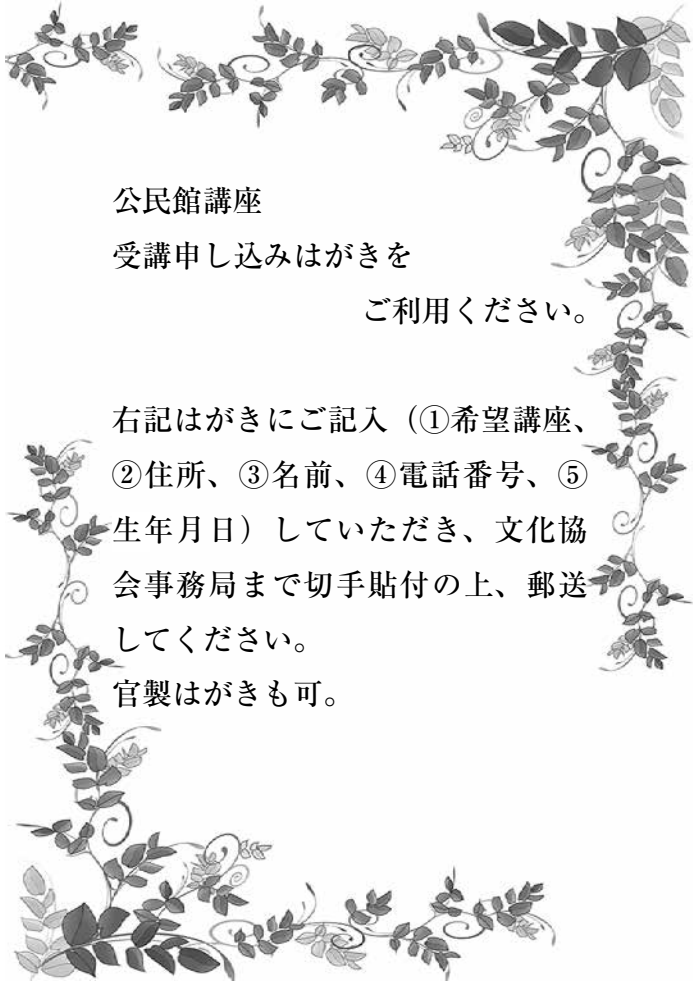 公民館講座
受講申し込みはがきを
ご利用ください。
右記はがきにご記入（①希望講座、
②住所、③名前、④電話番号、⑤
生年月日）していただき、文化協
会事務局まで切手貼付の上、郵送
してください。
官製はがきも可。